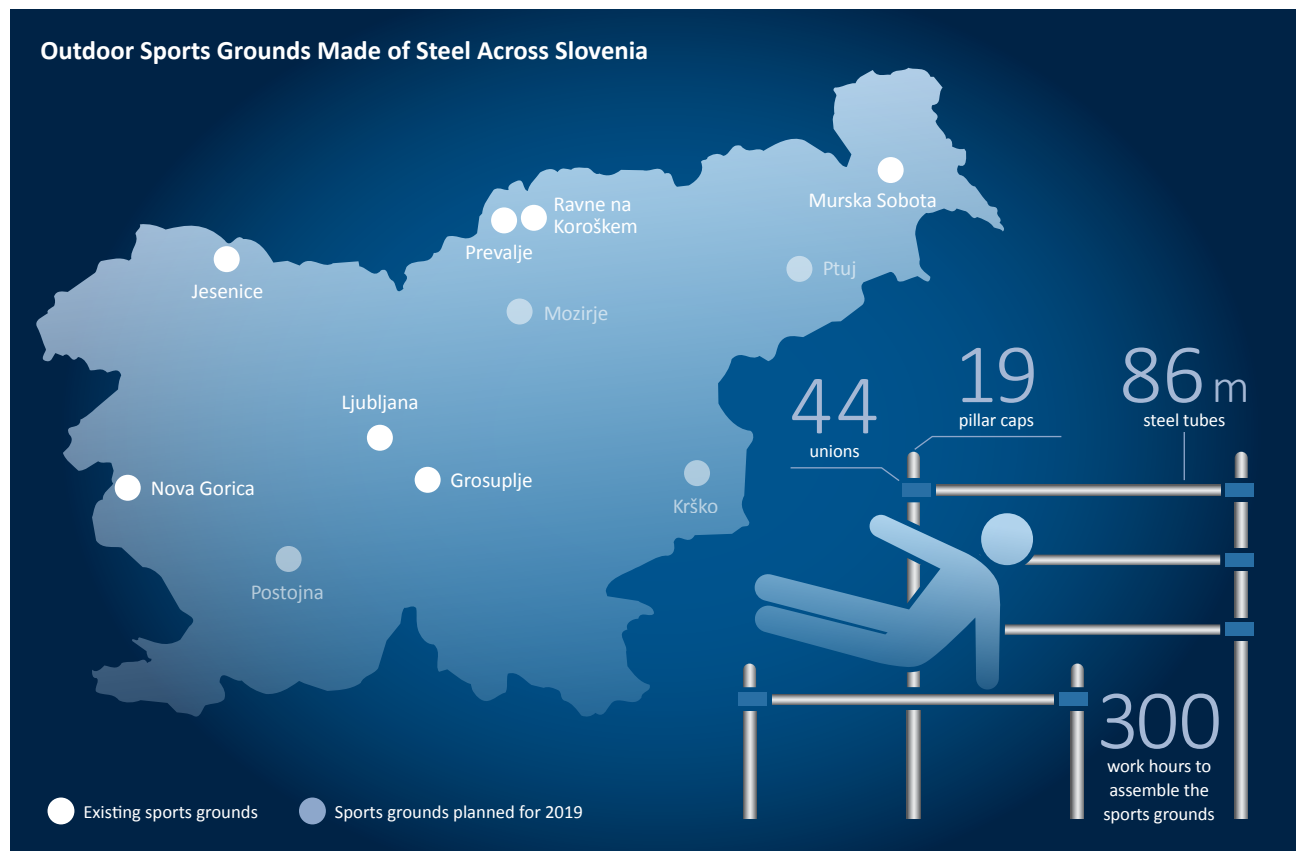 Outdoor Sports Grounds Made of Steel Across Slovenia
Murska Sobota
Ravne na
Koroškem
Prevalje
Ptuj
Jesenice
Mozirje
Ljubljana
Nova Gorica
Grosuplje
Krško
Postojna
44
unions
19
pillar caps
86 m
steel tubes
300
work hours to
assemble the
sports grounds
Existing sports grounds
Sports grounds planned for 2019